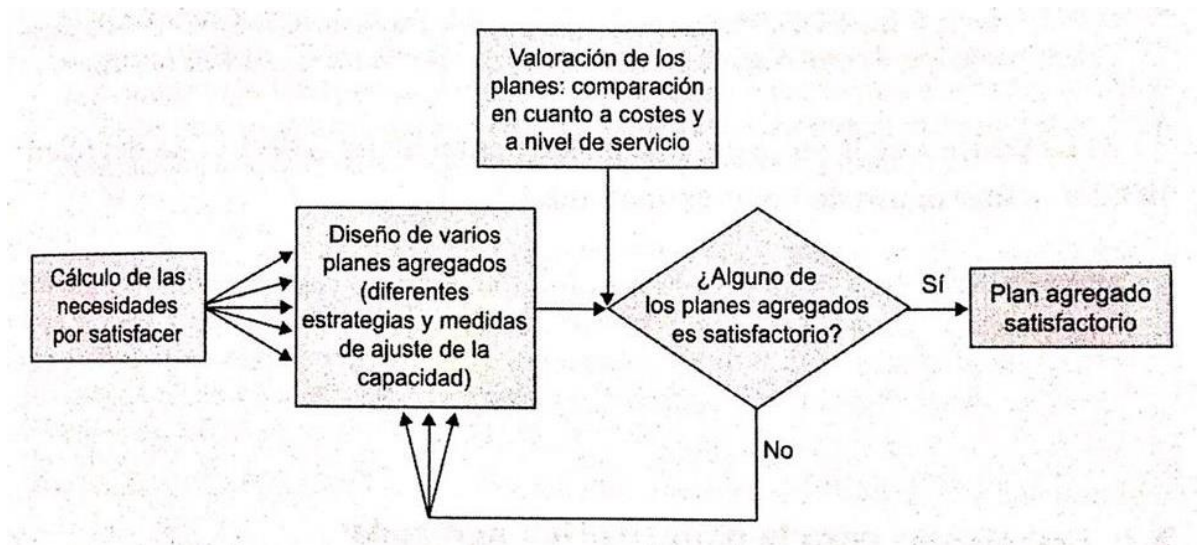 Valoración de los
planes: comparación
en cuanto a costes y
a nivel de servicio
Cálculo de las
necesidades
por satisfacer
Diseño de varios
planes agregados
(diferentes
estrategias y medidas
de ajuste de la
capacidad)
¿Alguno de
los planes agregados
es satisfactorio?
Sí
Plan agregado
satisfactorio
No